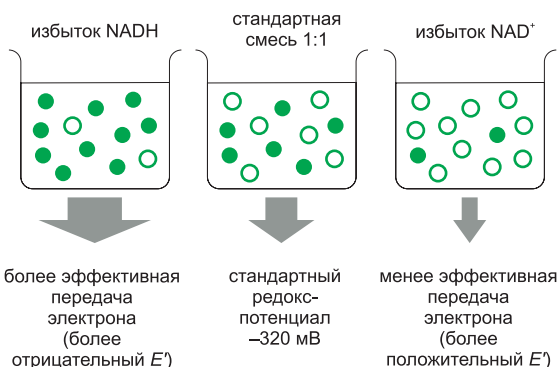 избыток NADH
стандартная
смесь 1:1
избыток NAD⁺
более эффективная
передача
электрона
(более
отрицательный E′)
стандартный
редокс-
потенциал
–320 мВ
менее эффективная
передача
электрона
(более
положительный E′)